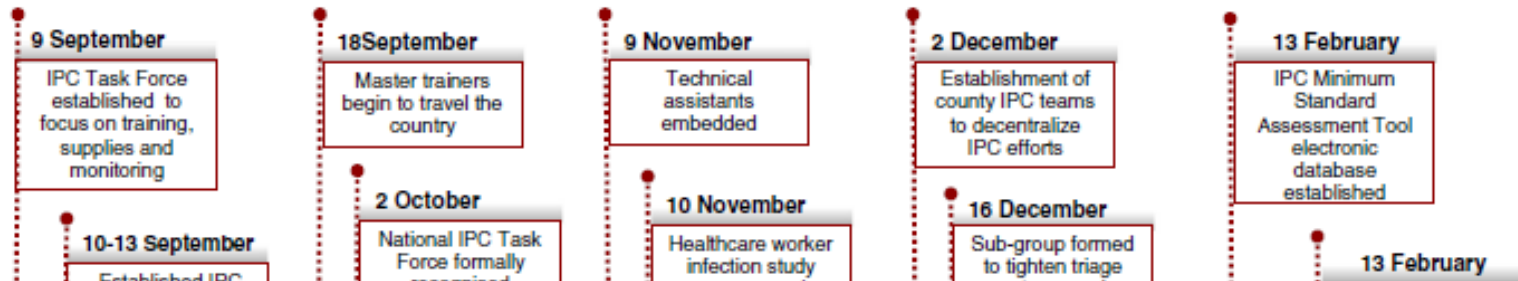 9 September
IPC Task Force
established to
focus on training,
supplies and
monitoring
10-13 September
Established IPC
18September
Master trainers
begin to travel the
country
2 October
National IPC Task
Force formally
recognised
9 November
Technical
assistants
embedded
10 November
Healthcare worker
infection study
2 December
Establishment of
county IPC teams
to decentralize
IPC efforts
16 December
Sub-group formed
to tighten triage
13 February
IPC Minimum
Standard
Assessment Tool
electronic
database
established
13 February